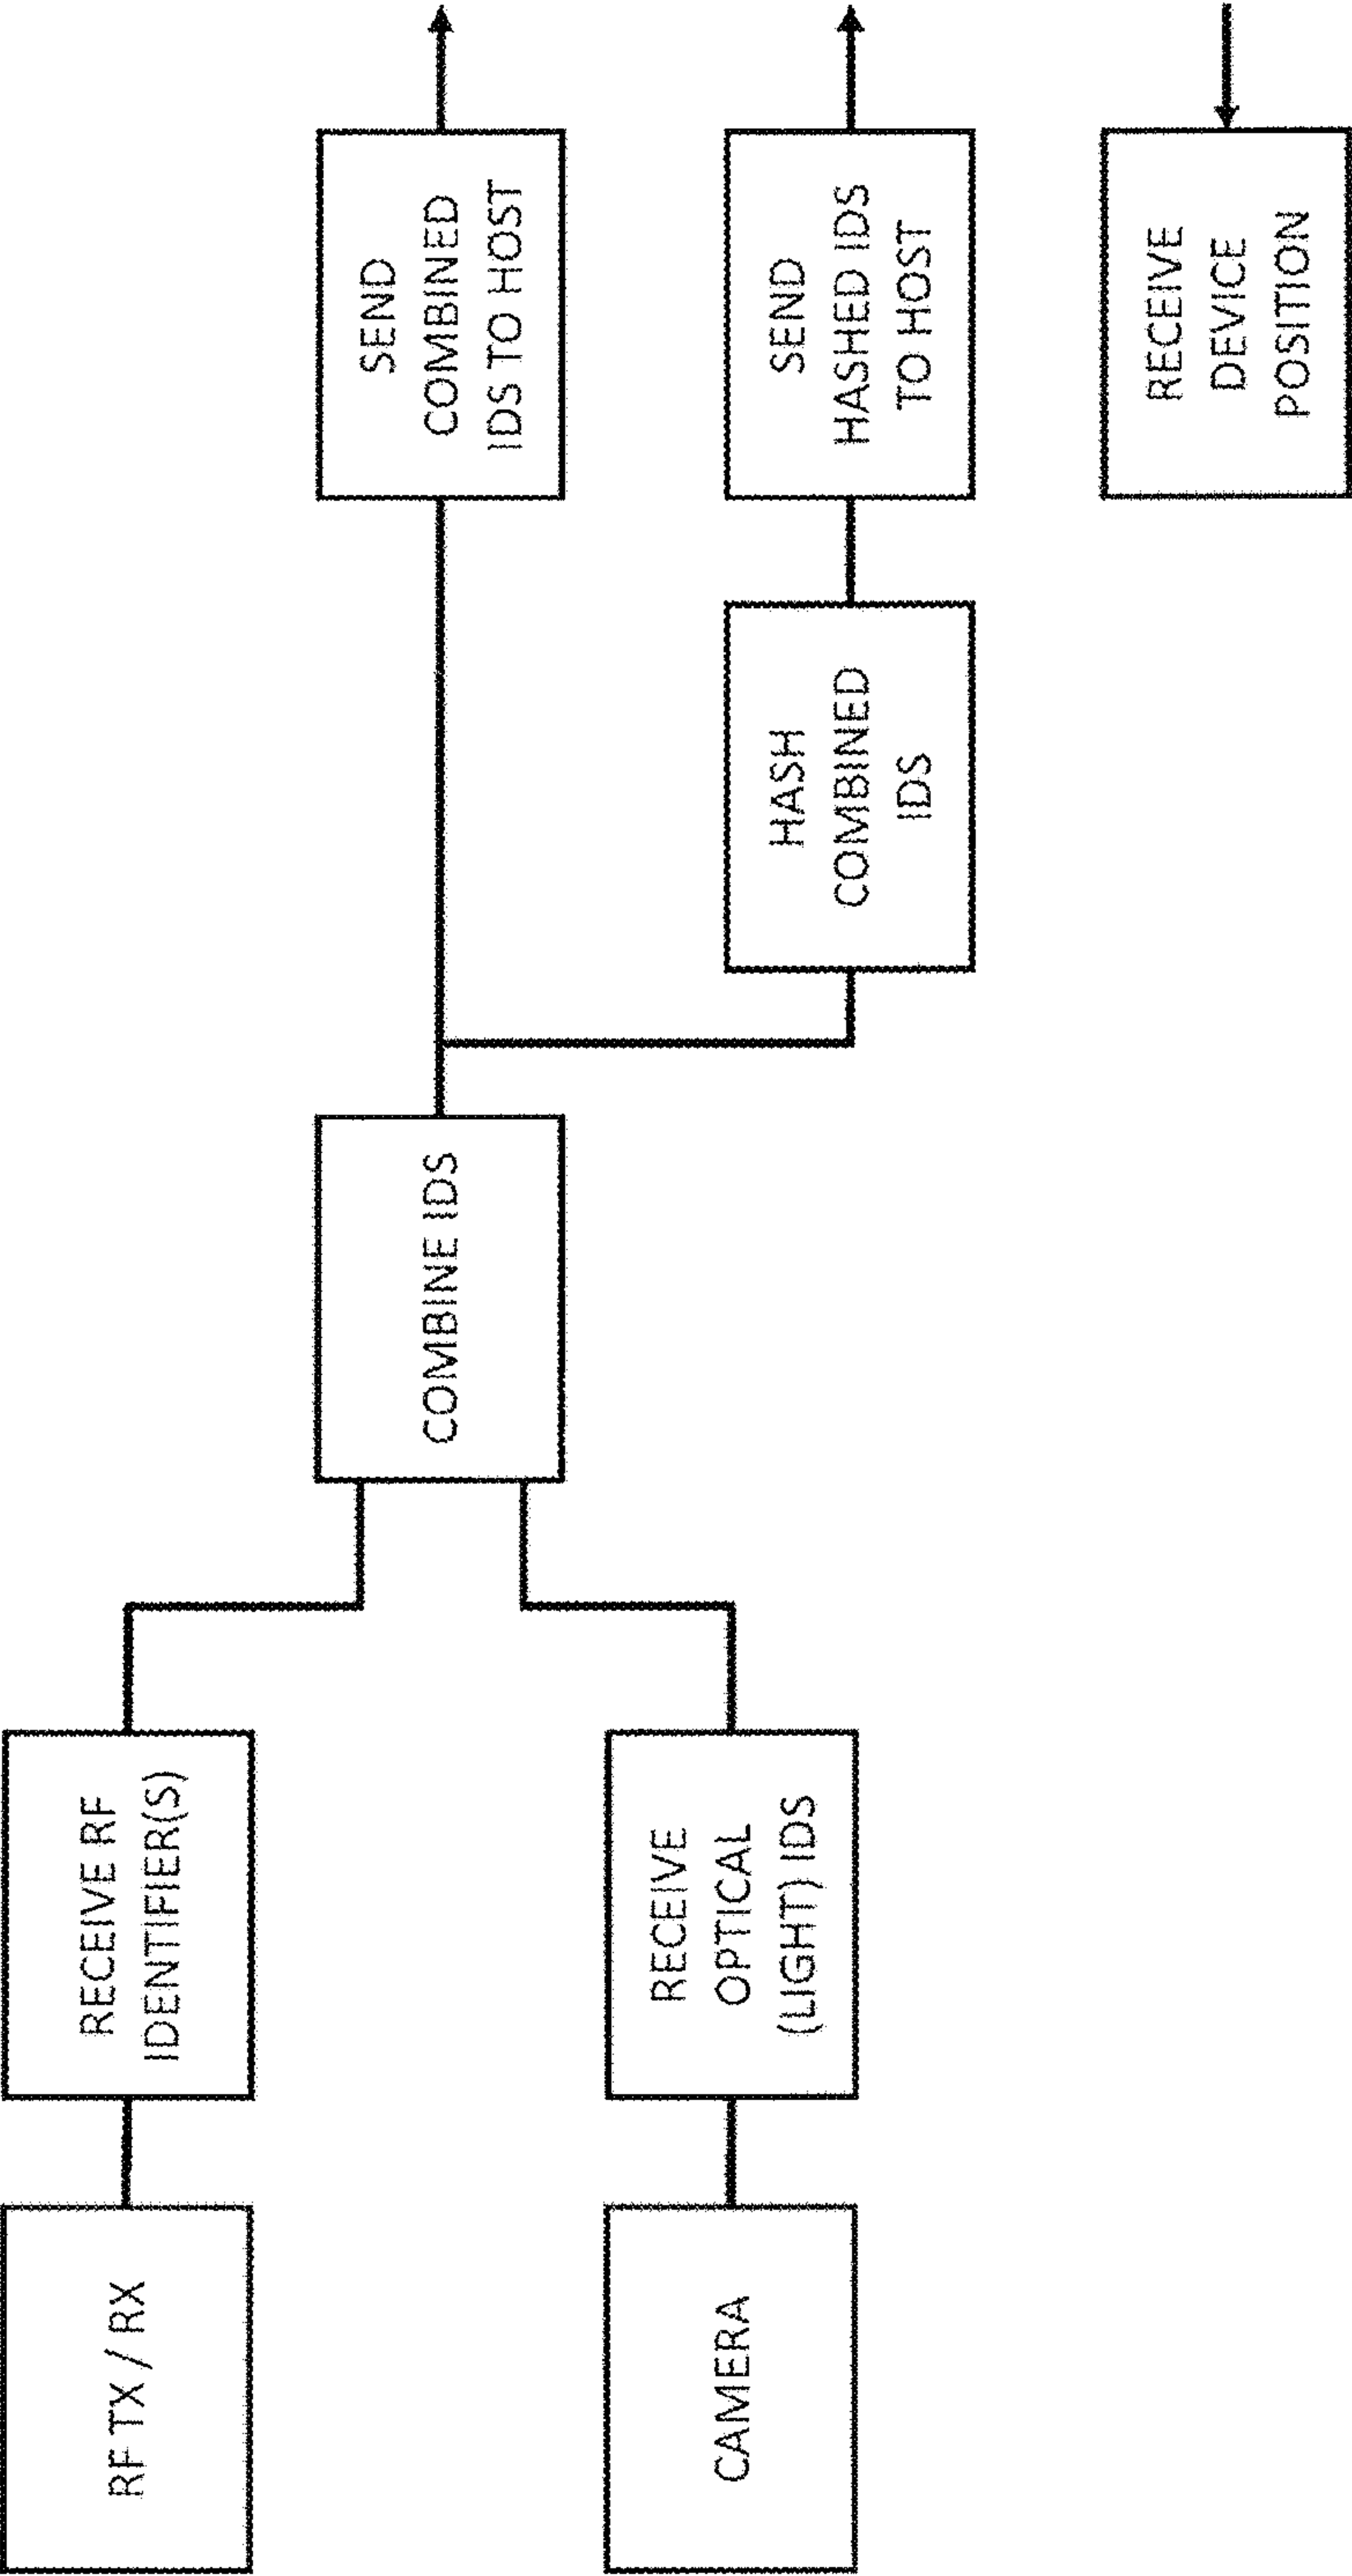 RF TX / RX
RECEIVE RF
IDENTIFIER(S)
CAMERA
RECEIVE
OPTICAL
(LIGHT) IDS
COMBINE IDS
SEND
COMBINED
IDS TO HOST
HASH
COMBINED
IDS
SEND
HASHED IDS
TO HOST
RECEIVE
DEVICE
POSITION